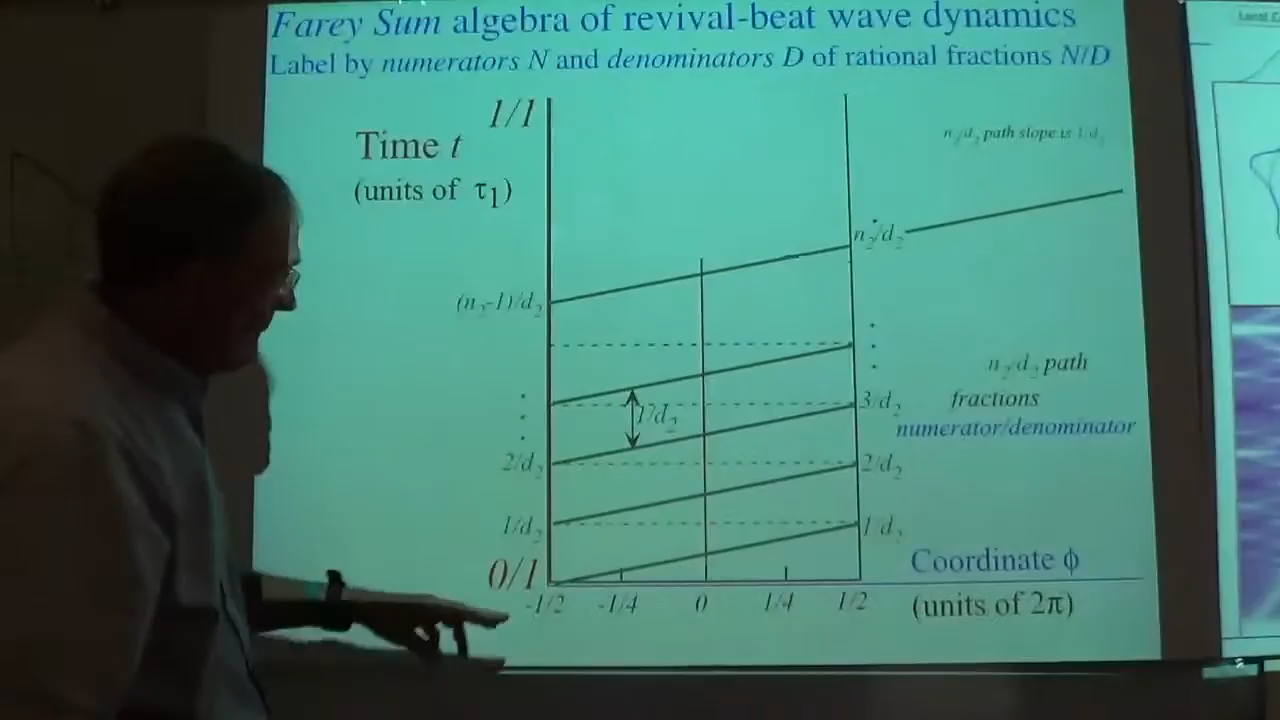 Farey Sum algebra of revival-beat wave dynamics
Label by numerators N and denominators D of rational fractions N/D
1/1
Time t
(units of τ1)
n2/d2 path slope is 1/d2
n2/d2
(n2-1)/d2
n2/d2 path
fractions
numerator/denominator
3/d2
1/d2
2/d2
2/d2
1/d2
1/d2
0/1
Coordinate ϕ
(units of 2π)
-1/2 -1/4 0 1/4 1/2